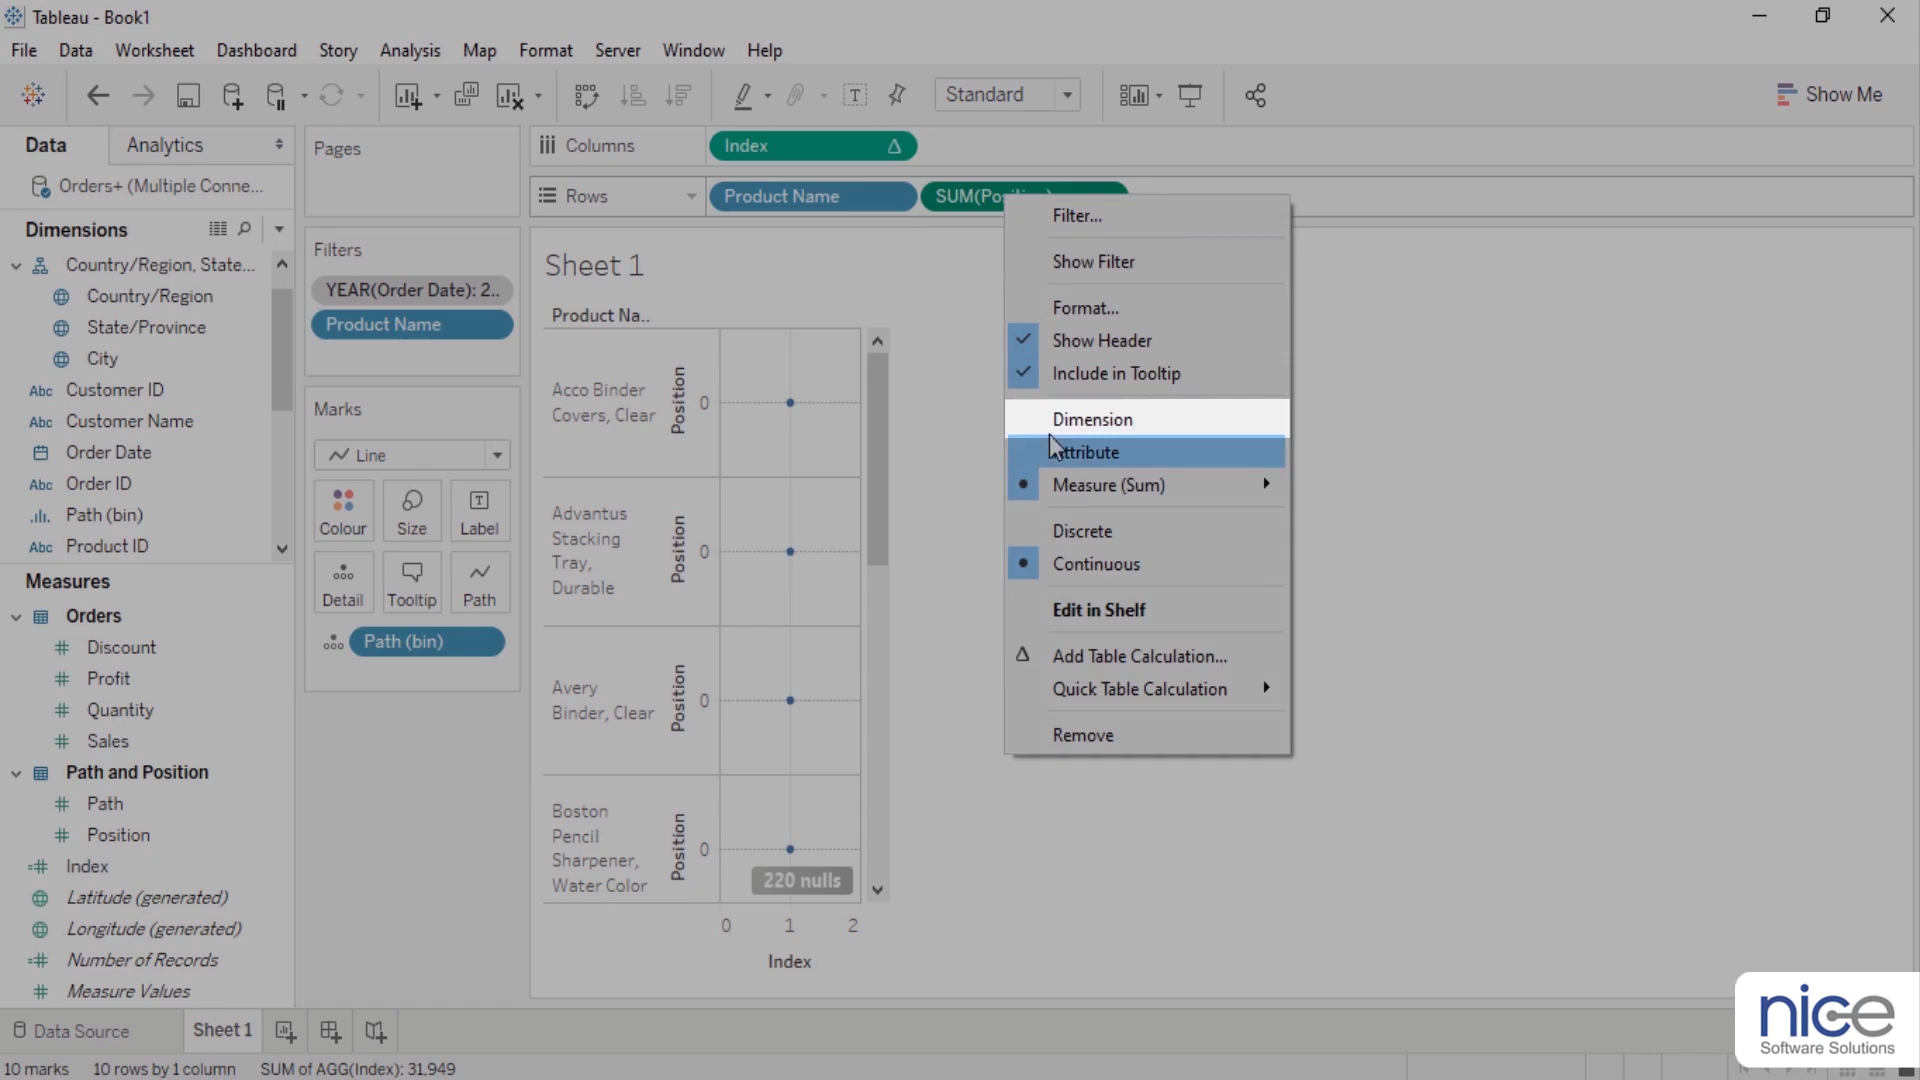 Tableau - Book1
File Data Worksheet Dashboard Story Analysis Map Format Server Window Help
Standard
Show Me
Data Analytics
Orders+ (Multiple Conne...
Dimensions
Country/Region, State...
Country/Region
State/Province
City
Abc Customer ID
Abc Customer Name
Order Date
Abc Order ID
Path (bin)
Abc Product ID
Measures
Orders
Discount
Profit
Quantity
Sales
Path and Position
Path
Position
Index
Latitude (generated)
Longitude (generated)
Number of Records
Measure Values
Pages
Filters
YEAR(Order Date): 2..
Product Name
Marks
Line
Colour Size Label
Detail Tooltip Path
Path (bin)
Columns Index
Rows Product Name
Sheet 1
Product Na..
Acco Binder
Covers, Clear
Position
0
Advantus
Stacking
Tray,
Durable
Position
0
Avery
Binder, Clear
Position
0
Boston
Pencil
Sharpener,
Water Color
Position
0
220 nulls
0 1 2
Index
Filter...
Show Filter
Format...
Show Header
Include in Tooltip
Dimension
Measure (Sum)
Discrete
Continuous
Edit in Shelf
Add Table Calculation...
Quick Table Calculation
Remove
Data Source Sheet 1
10 marks 10 rows by 1 column SUM of AGG(Index): 31,949
nice
Software Solutions